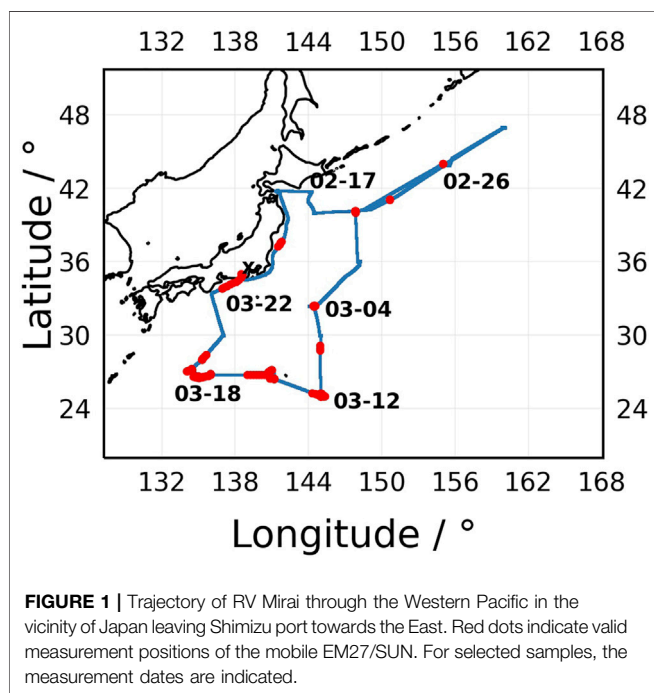 132 138 144 150 156 162 168
48 48
42 02-17 02-26 42
36 x 36
03-22 03-04
30 30
24 03-18 03-12 24
Latitude / °
132 138 144 150 156 162 168
Longitude / °
FIGURE 1 | Trajectory of RV Mirai through the Western Pacific in the
vicinity of Japan leaving Shimizu port towards the East. Red dots indicate valid
measurement positions of the mobile EM27/SUN. For selected samples, the
measurement dates are indicated.